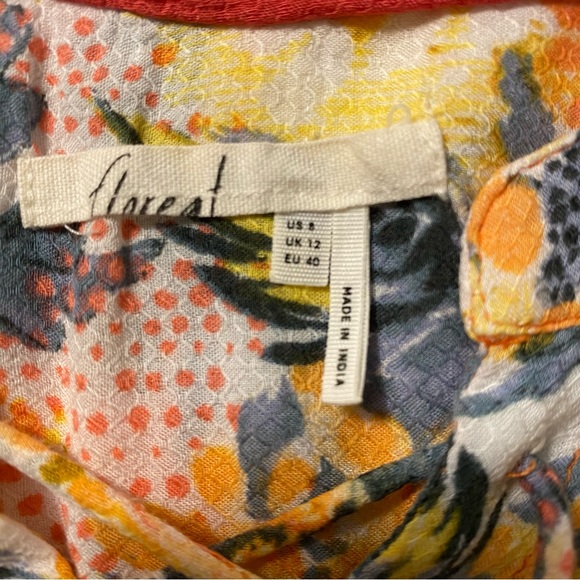 floreat
US 8
UK 12
EU 40
MADE IN INDIA